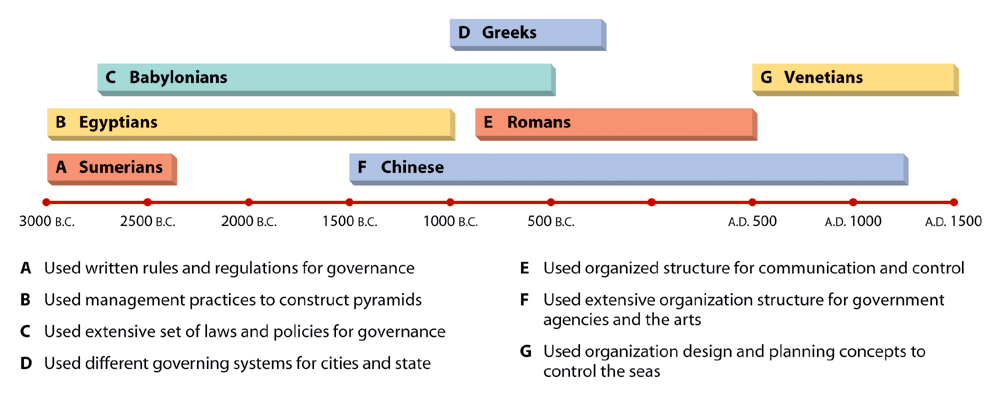 D Greeks
C Babylonians
G Venetians
B Egyptians
E Romans
A Sumerians
F Chinese
3000 B.C. 2500 B.C. 2000 B.C. 1500 B.C. 1000 B.C. 500 B.C. A.D. 500 A.D. 1000 A.D. 1500
A Used written rules and regulations for governance
B Used management practices to construct pyramids
C Used extensive set of laws and policies for governance
D Used different governing systems for cities and state
E Used organized structure for communication and control
F Used extensive organization structure for government
agencies and the arts
G Used organization design and planning concepts to
control the seas